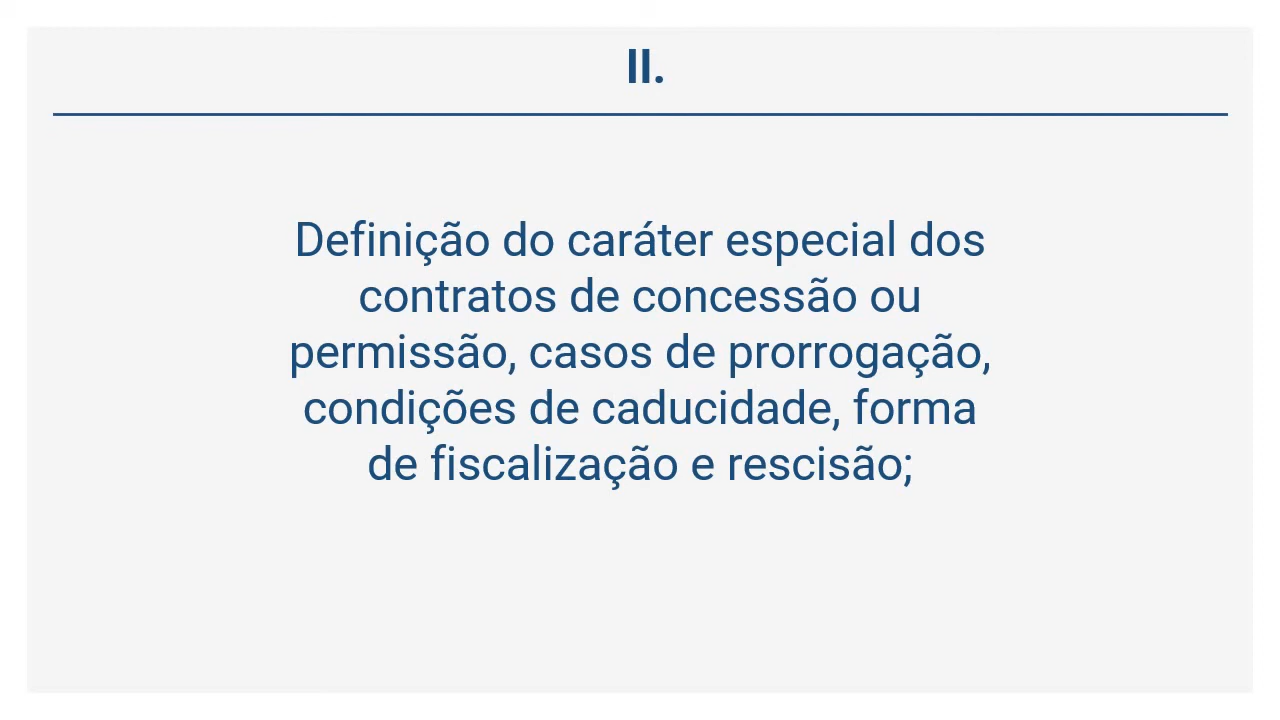 II.
Definição do caráter especial dos
contratos de concessão ou
permissão, casos de prorrogação,
condições de caducidade, forma
de fiscalização e rescisão;